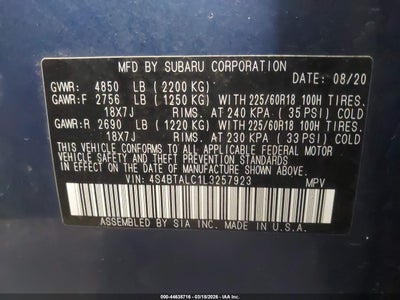 MFD BY SUBARU CORPORATION
DATE: 08/20
GVWR: 4850 LB (2200 KG)
GAWR:F 2756 LB (1250 KG) WITH 225/60R18 100H TIRES.
18X7J RIMS. AT 240 KPA (35 PSI) COLD
GAWR:R 2690 LB (1220 KG) WITH 225/60R18 100H TIRES.
18X7J RIMS. AT 230 KPA (33 PSI) COLD
THIS VEHICLE CONFORMS TO ALL APPLICABLE FEDERAL MOTOR
VEHICLE SAFETY, BUMPER, AND THEFT PREVENTION STANDARDS
IN EFFECT ON THE DATE OF MANUFACTURE SHOWN ABOVE.
VIN: 4S4BTALC1L3257923 MPV
ASSEMBLED BY SIA INC. MADE IN U.S.A.
00-44638716 - 03/18/2026 - IAAI, Inc.